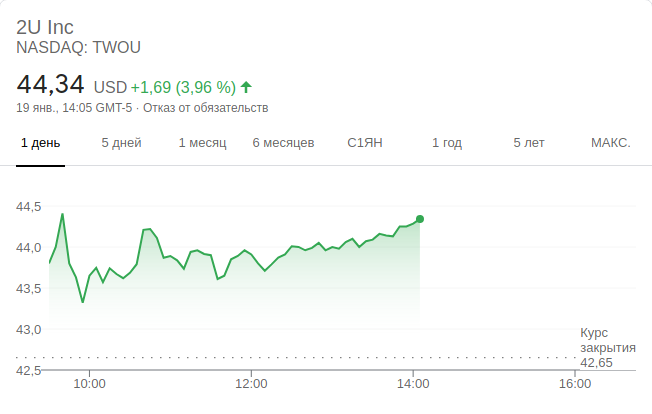 2U Inc
NASDAQ: TWOU
44,34 USD +1,69 (3,96 %)
19 янв., 14:05 GMT-5 · Отказ от обязательств
1 день 5 дней 1 месяц 6 месяцев С1ЯН 1 год 5 лет МАКС.
44,5
44,0
43,5
43,0
Курс
закрытия
42,65
42,5
10:00 12:00 14:00 16:00